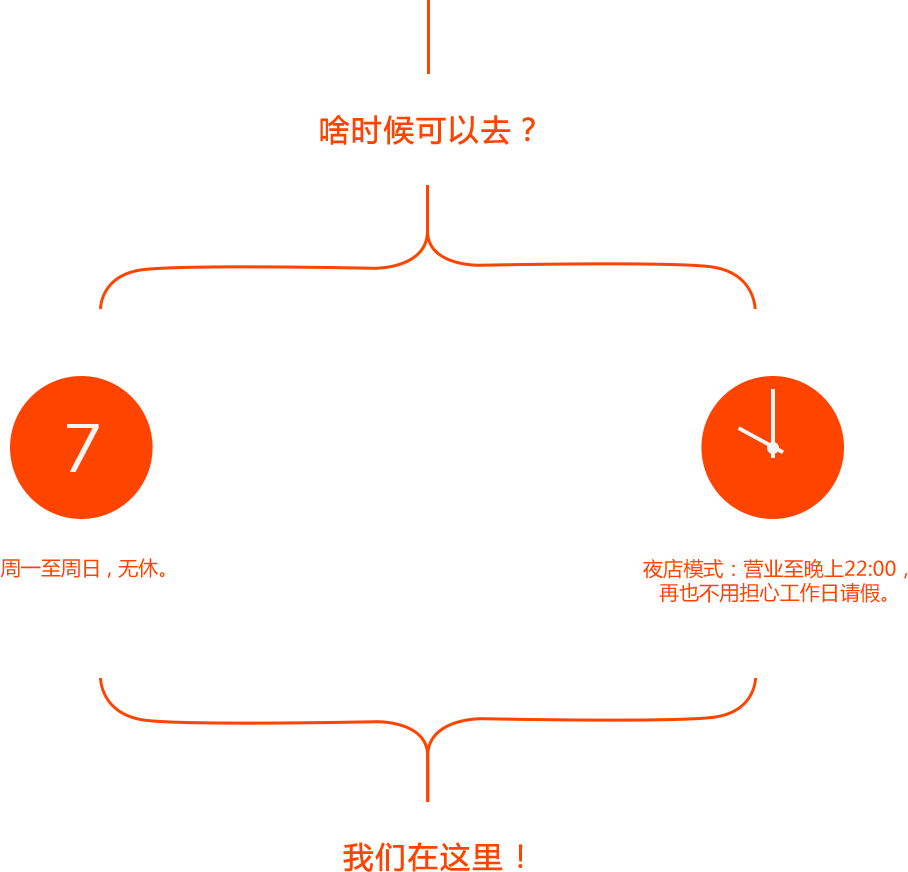 啥时候可以去？
7
周一至周日，无休。
夜店模式：营业至晚上22:00，
再也不用担心工作日请假。
我们在这里！